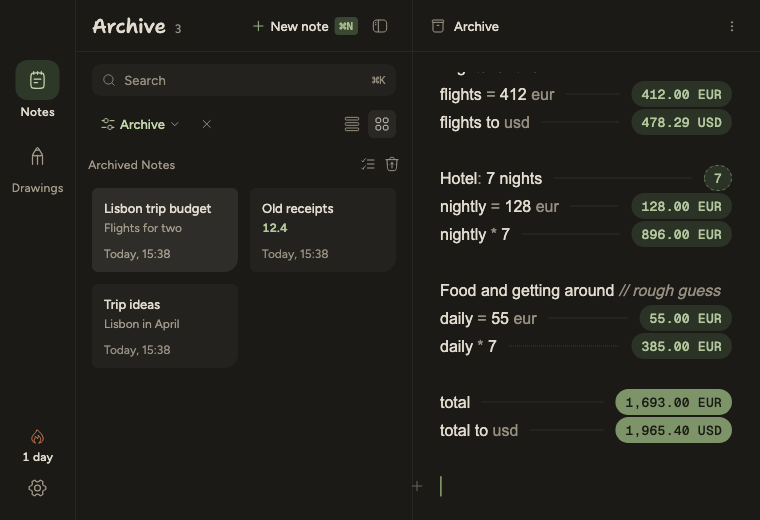 Archive 3
+ New note ⌘N
Archive
Notes
Drawings
1 day
Search ⌘K
Archive
Archived Notes
Lisbon trip budget
Flights for two
Today, 15:38
Old receipts
12.4
Today, 15:38
Trip ideas
Lisbon in April
Today, 15:38
flights = 412 eur 412.00 EUR
flights to usd 478.29 USD
Hotel: 7 nights 7
nightly = 128 eur 128.00 EUR
nightly * 7 896.00 EUR
Food and getting around // rough guess
daily = 55 eur 55.00 EUR
daily * 7 385.00 EUR
total 1,693.00 EUR
total to usd 1,965.40 USD